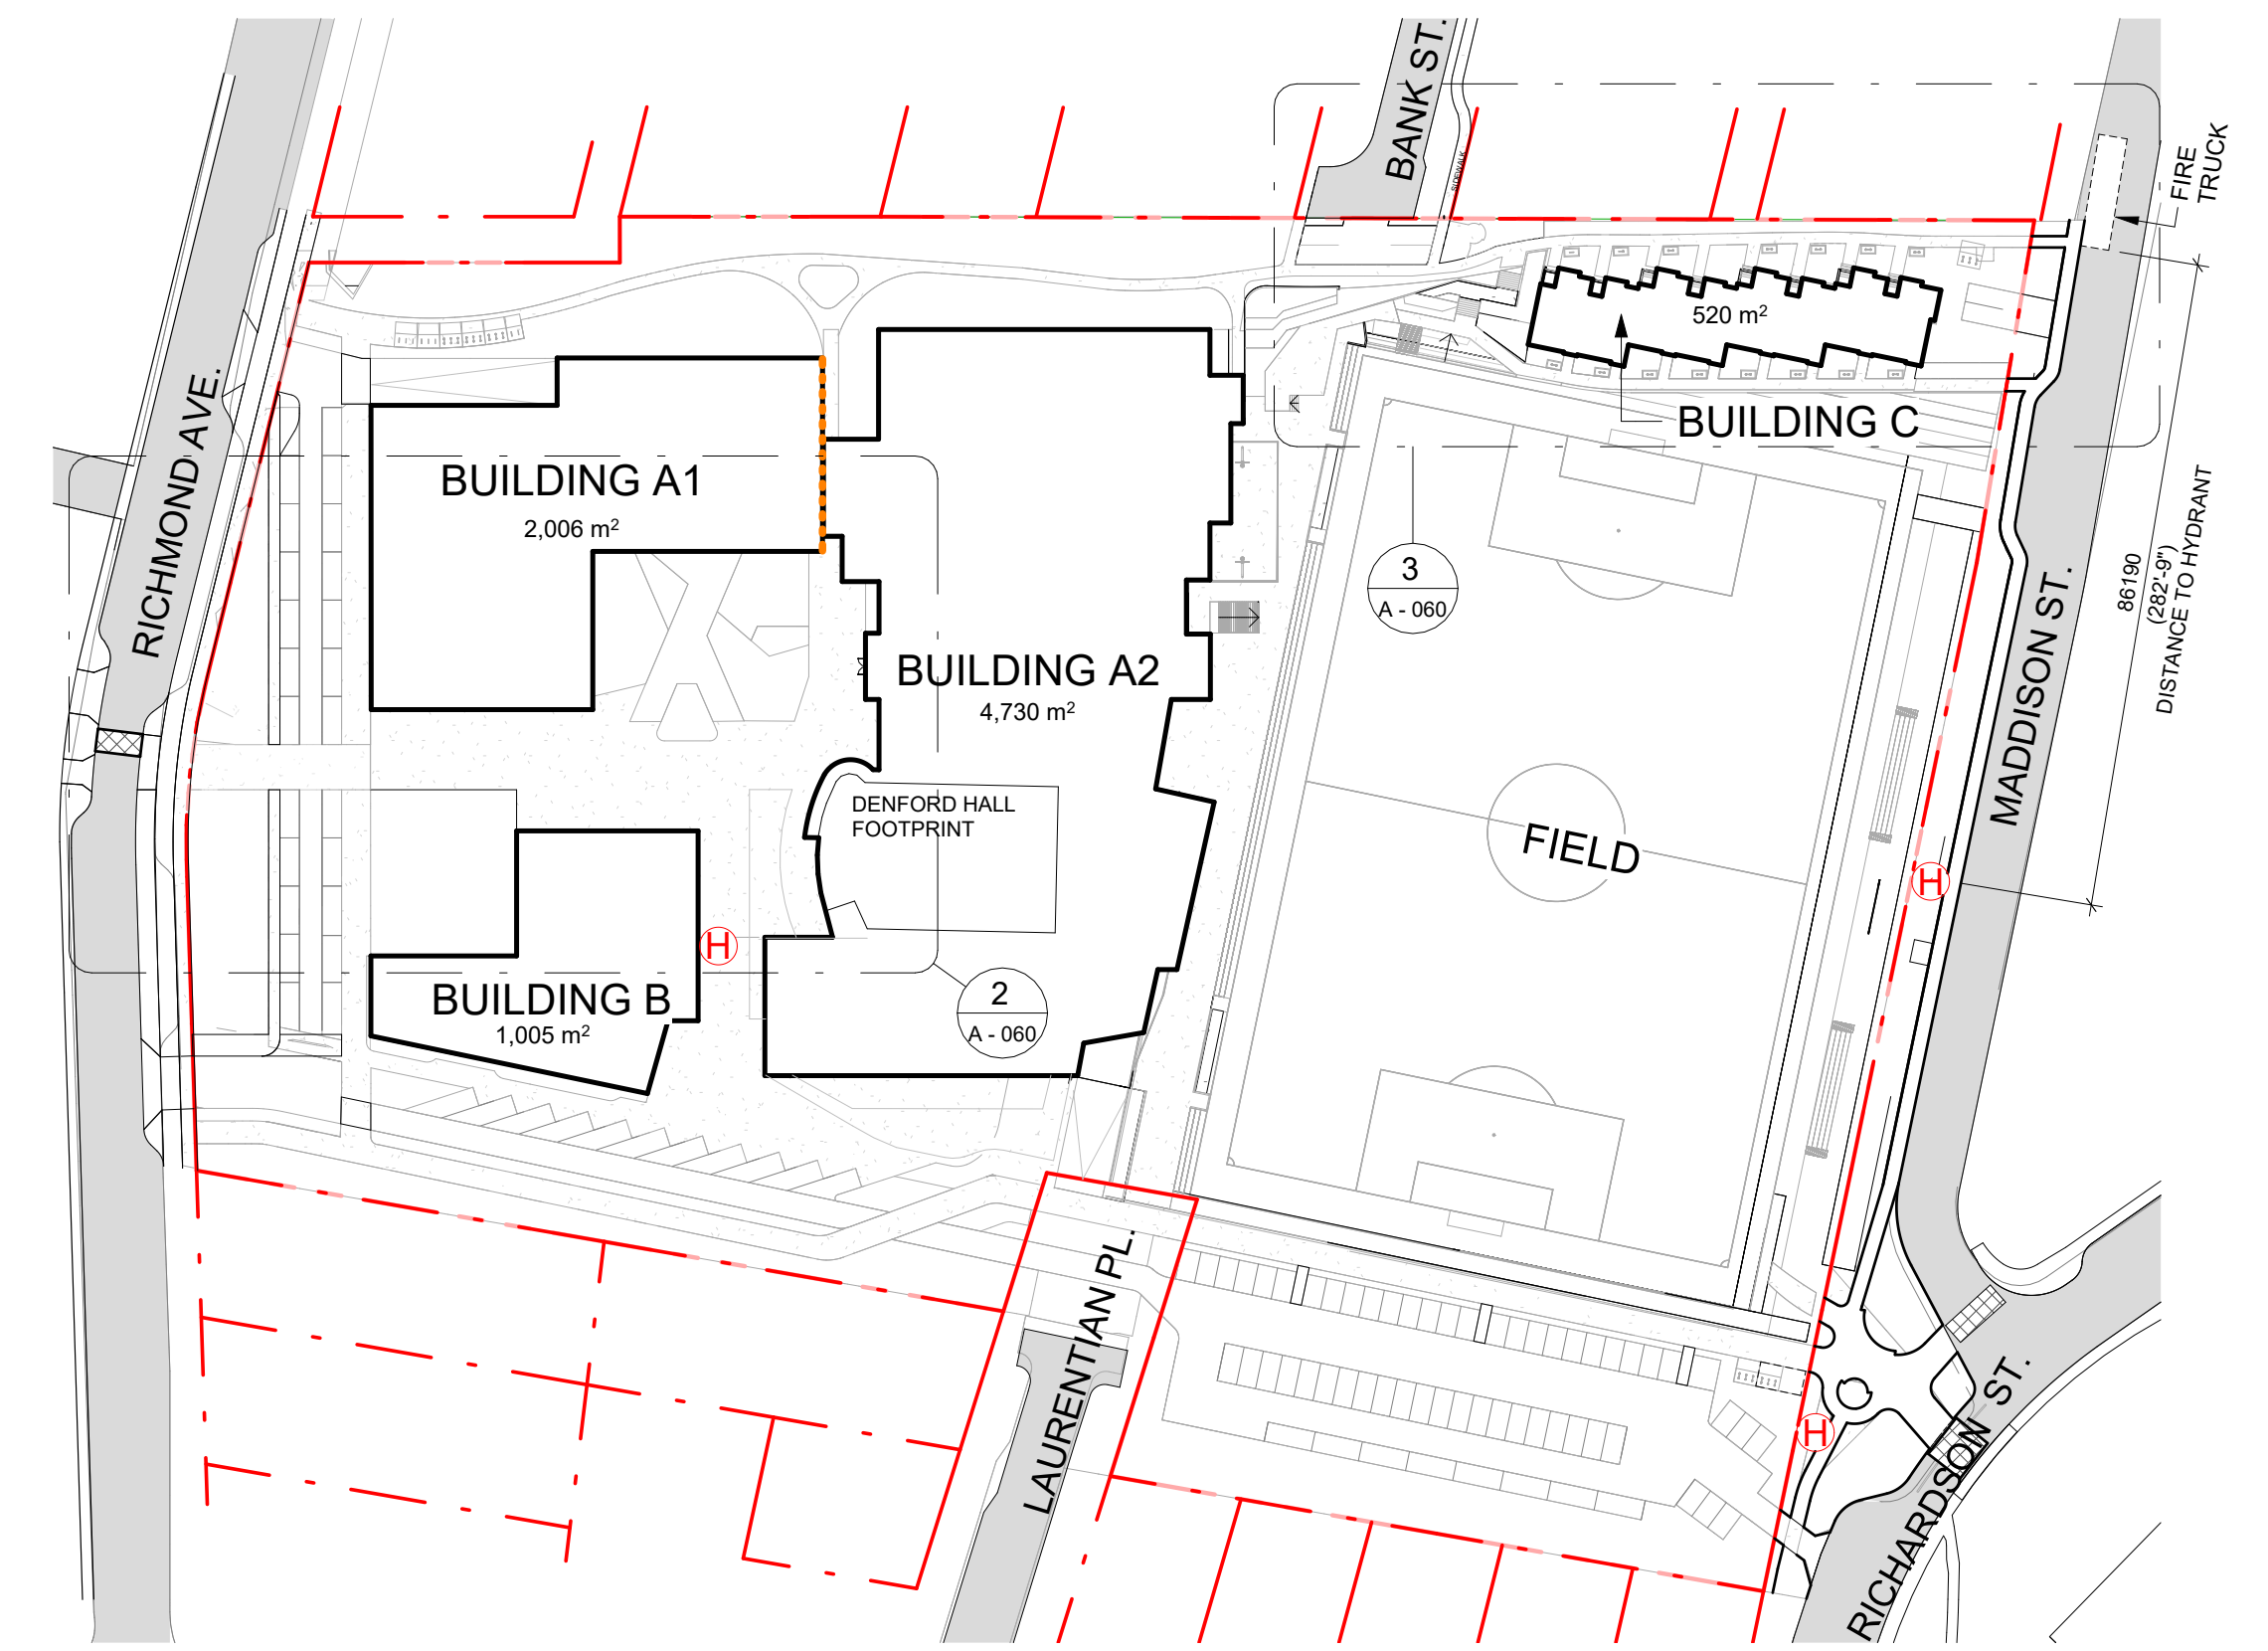 BANK ST.
SIDEWALK
FIRE
TRUCK
520 m²
BUILDING C
RICHMOND AVE.
BUILDING A1
2,006 m²
86190
(282'-9")
DISTANCE TO HYDRANT
3
A - 060
MADDISON ST.
BUILDING A2
4,730 m²
DENFORD HALL
FOOTPRINT
FIELD
H
H
BUILDING B
1,005 m²
2
A - 060
LAURENTIAN PL.
H
RICHARDSON ST.